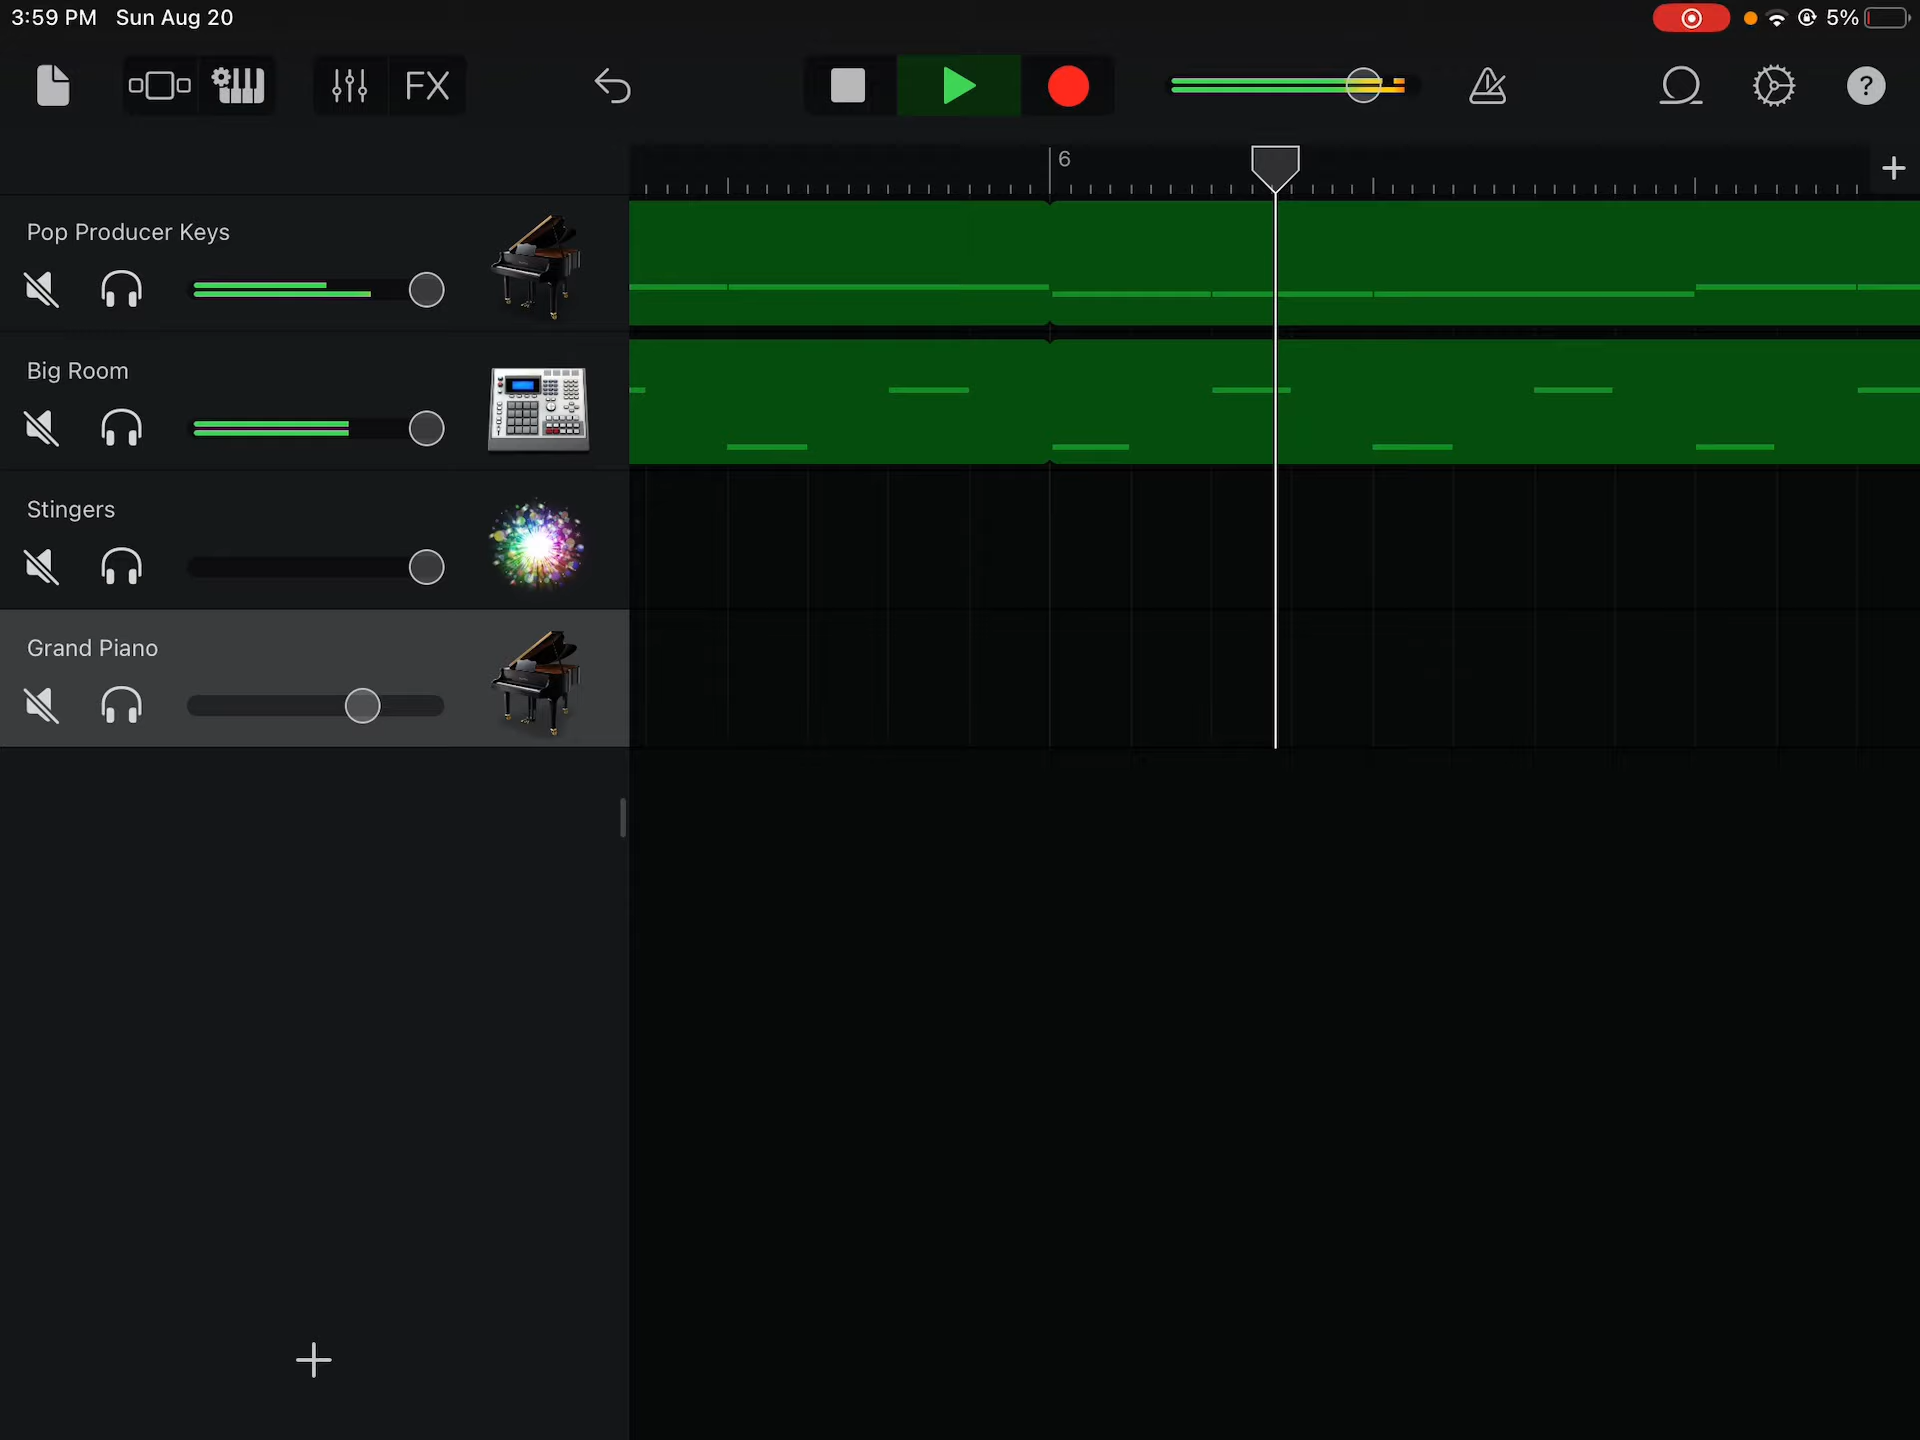 3:59 PM Sun Aug 20
5%
FX
?
6
Pop Producer Keys
Big Room
Stingers
Grand Piano